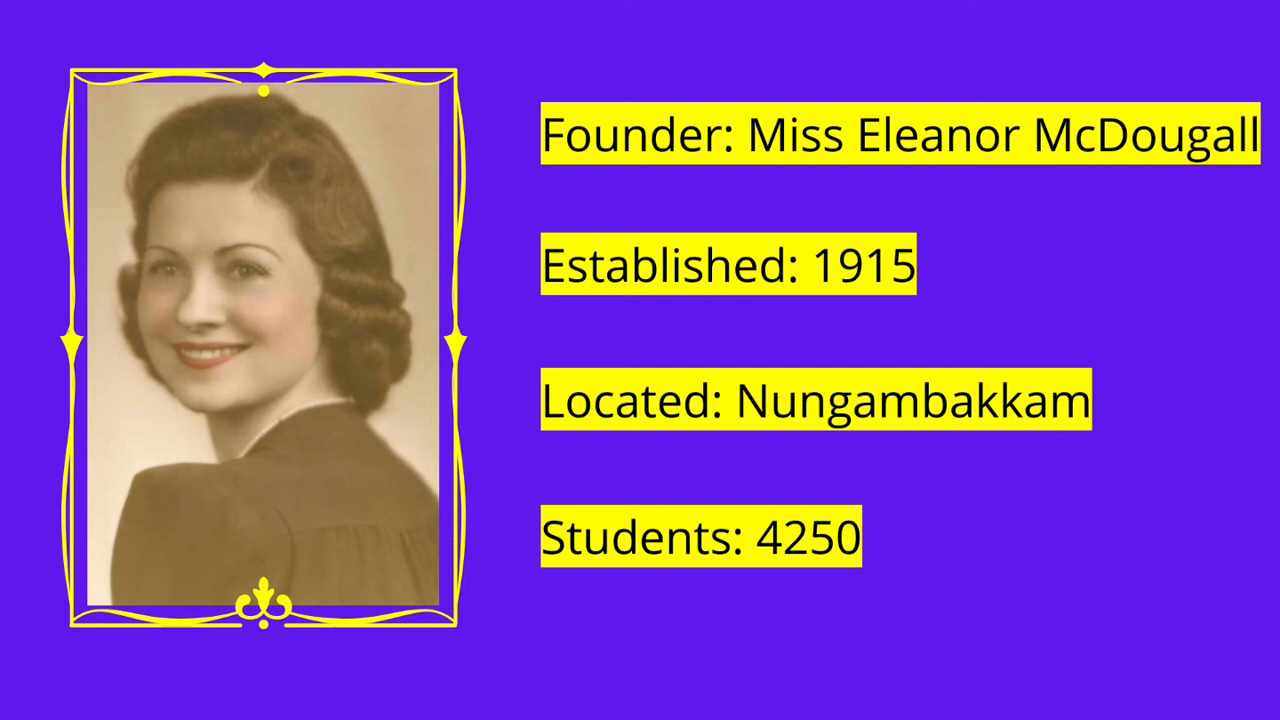 Founder: Miss Eleanor McDougall
Established: 1915
Located: Nungambakkam
Students: 4250